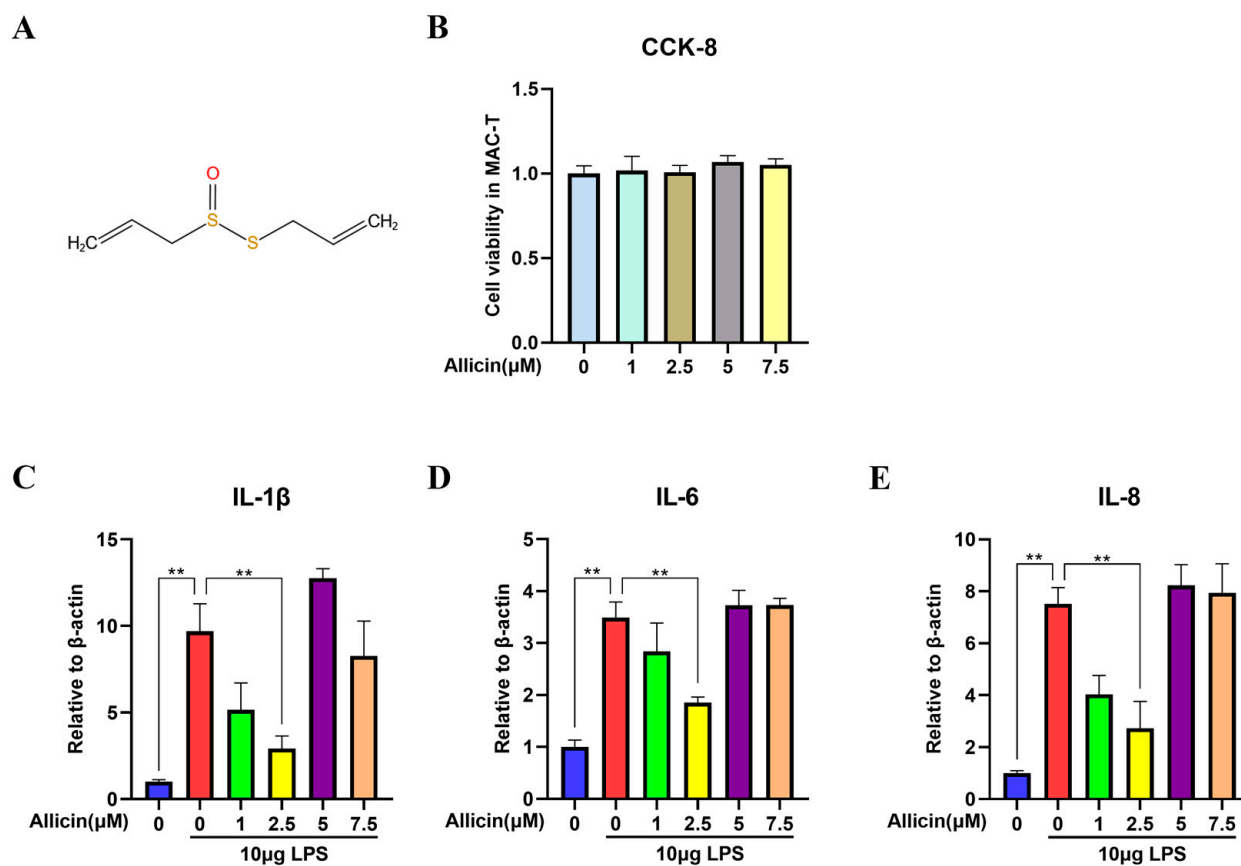 A
O
H₂C
S
S
CH₂
B
CCK-8
Cell viability in MAC-T
1.5
1.0
0.5
0.0
Allicin(μM) 0 1 2.5 5 7.5
C
IL-1β
Relative to β-actin
15
10
5
0
** **
Allicin(μM) 0 0 1 2.5 5 7.5
10μg LPS
D
IL-6
Relative to β-actin
5
4
3
2
1
0
** **
Allicin(μM) 0 0 1 2.5 5 7.5
10μg LPS
E
IL-8
Relative to β-actin
10
8
6
4
2
0
** **
Allicin(μM) 0 0 1 2.5 5 7.5
10μg LPS